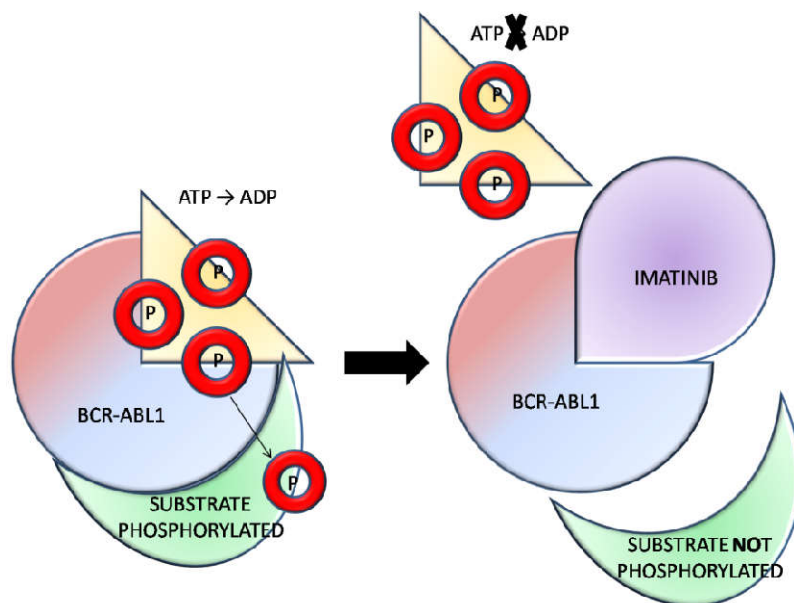 ATP → ADP
P
P
P
BCR-ABL1
P
SUBSTRATE
PHOSPHORYLATED
ATP ADP
P
P
P
IMATINIB
BCR-ABL1
SUBSTRATE NOT
PHOSPHORYLATED